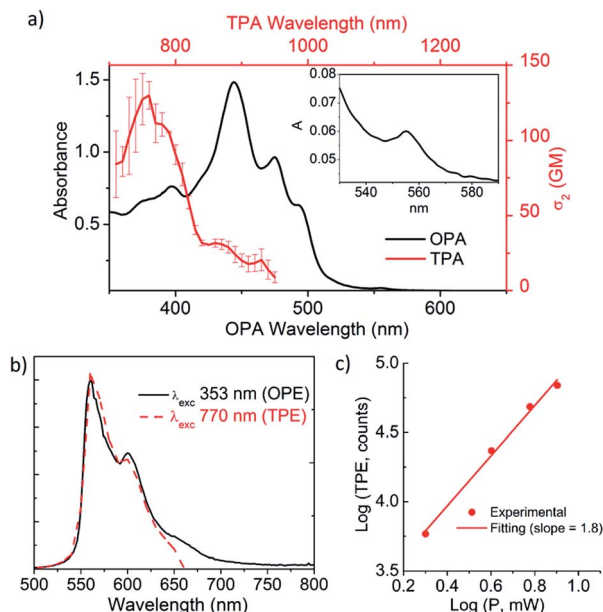 a)
TPA Wavelength (nm)
800 1000 1200
1.5
1.0
0.5
Absorbance
400 500 600
OPA Wavelength (nm)
150
100
50
0
σ₂ (GM)
0.08
0.07
0.06
0.05
A
540 560 580
nm
OPA
TPA
b)
λexc 353 nm (OPE)
λexc 770 nm (TPE)
500 550 600 650 700 750 800
Wavelength (nm)
c)
5.0
4.5
4.0
3.5
Log (TPE, counts)
Experimental
Fitting (slope = 1.8)
0.2 0.4 0.6 0.8 1.0
Log (P, mW)